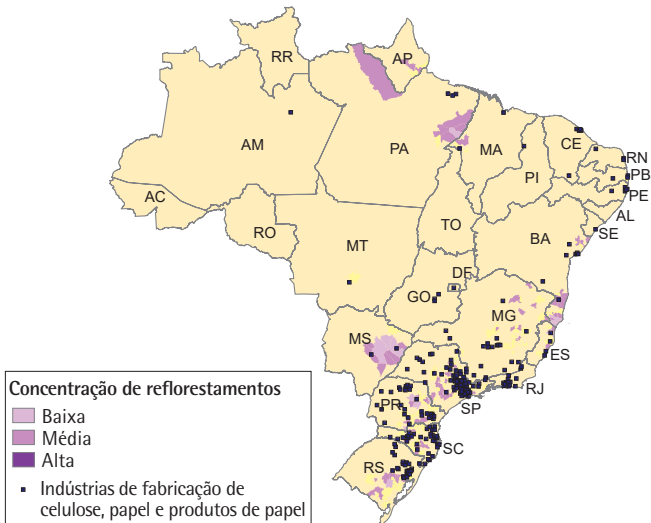 RR
AP
AM
PA
MA
CE
RN
PB
PE
AL
PI
AC
RO
TO
SE
BA
MT
DF
GO
MG
MS
ES
RJ
SP
PR
SC
RS
Concentração de reflorestamentos
Baixa
Média
Alta
Indústrias de fabricação de
celulose, papel e produtos de papel